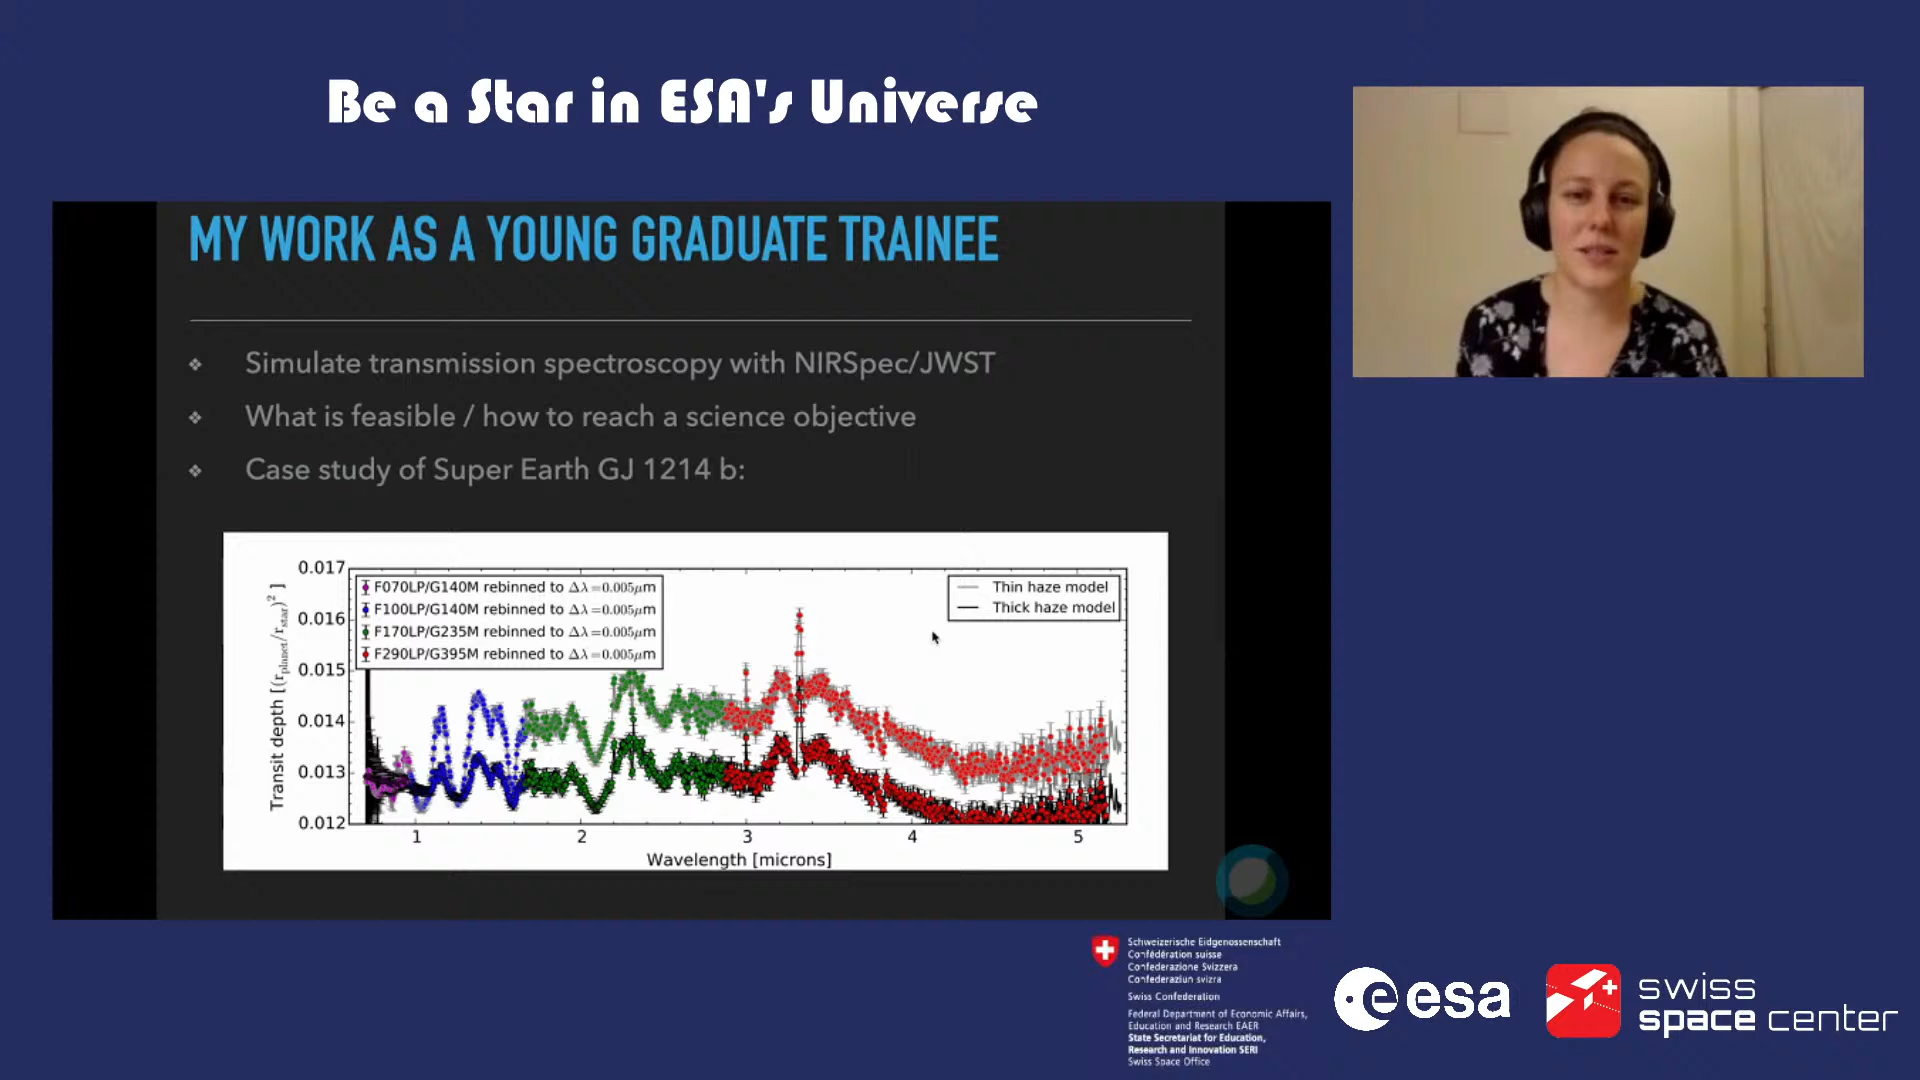 Be a Star in ESA's Universe
MY WORK AS A YOUNG GRADUATE TRAINEE
❖ Simulate transmission spectroscopy with NIRSpec/JWST
❖ What is feasible / how to reach a science objective
❖ Case study of Super Earth GJ 1214 b:
0.017
0.016
0.015
0.014
0.013
0.012
Transit depth [(r_planet/r_star)²]
F070LP/G140M rebinned to Δλ=0.005μm
F100LP/G140M rebinned to Δλ=0.005μm
F170LP/G235M rebinned to Δλ=0.005μm
F290LP/G395M rebinned to Δλ=0.005μm
Thin haze model
Thick haze model
1 2 3 4 5
Wavelength [microns]
Schweizerische Eidgenossenschaft
Confédération suisse
Confederazione Svizzera
Confederaziun svizra
Swiss Confederation
Federal Department of Economic Affairs,
Education and Research EAER
State Secretariat for Education,
Research and Innovation SERI
Swiss Space Office
esa
swiss
space center